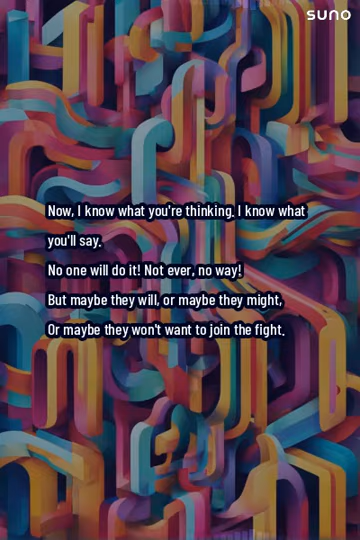 suno
Now, I know what you're thinking. I know what
you'll say.
No one will do it! Not ever, no way!
But maybe they will, or maybe they might,
Or maybe they won't want to join the fight.